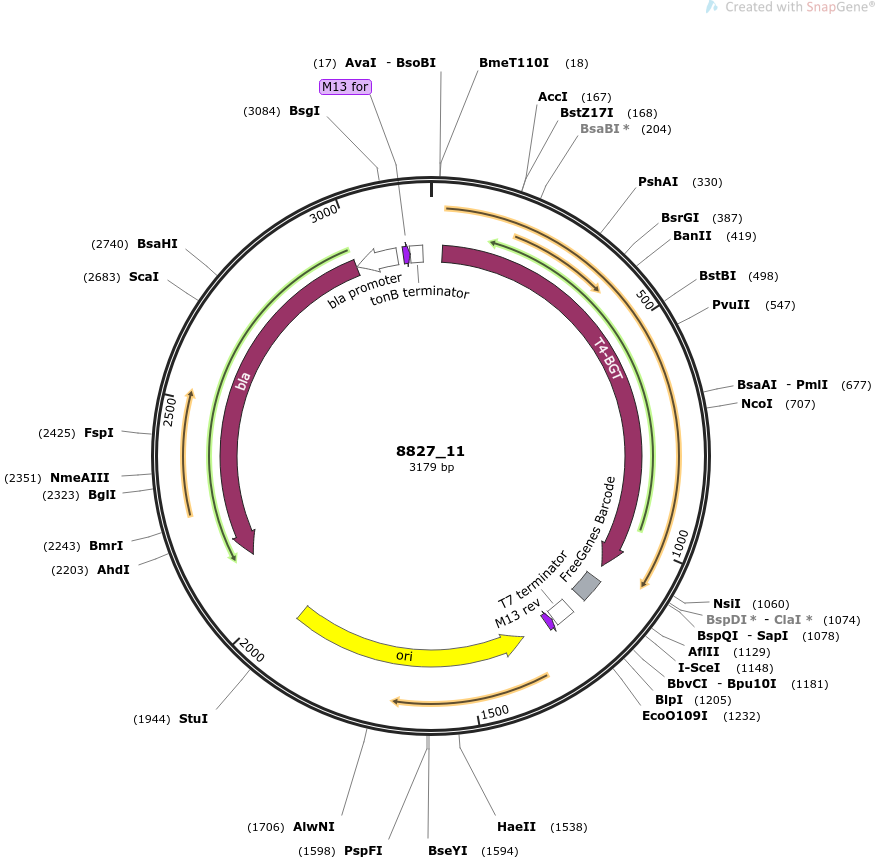 Created with SnapGene®
(17) AvaI - BsoBI
BmeT110I (18)
M13 for
(3084) BsgI
AccI (167)
BstZ17I (168)
BsaBI * (204)
PshAI (330)
BsrGI (387)
BanII (419)
BstBI (498)
PvuII (547)
BsaAI - PmlI (677)
NcoI (707)
(2740) BsaHI
(2683) ScaI
(2425) FspI
(2351) NmeAIII
(2323) BglI
(2243) BmrI
(2203) AhdI
3000
500
2500
1000
2000
1500
bla promoter
tonB terminator
T4-BGT
bla
8827_11
3179 bp
FreeGenes Barcode
T7 terminator
M13 rev
ori
NsiI (1060)
BspDI * - ClaI * (1074)
BspQI - SapI (1078)
AflII (1129)
I-SceI (1148)
BbvCI - Bpu10I (1181)
BlpI (1205)
EcoO109I (1232)
(1944) StuI
(1706) AlwNI
(1598) PspFI
BseYI (1594)
HaeII (1538)